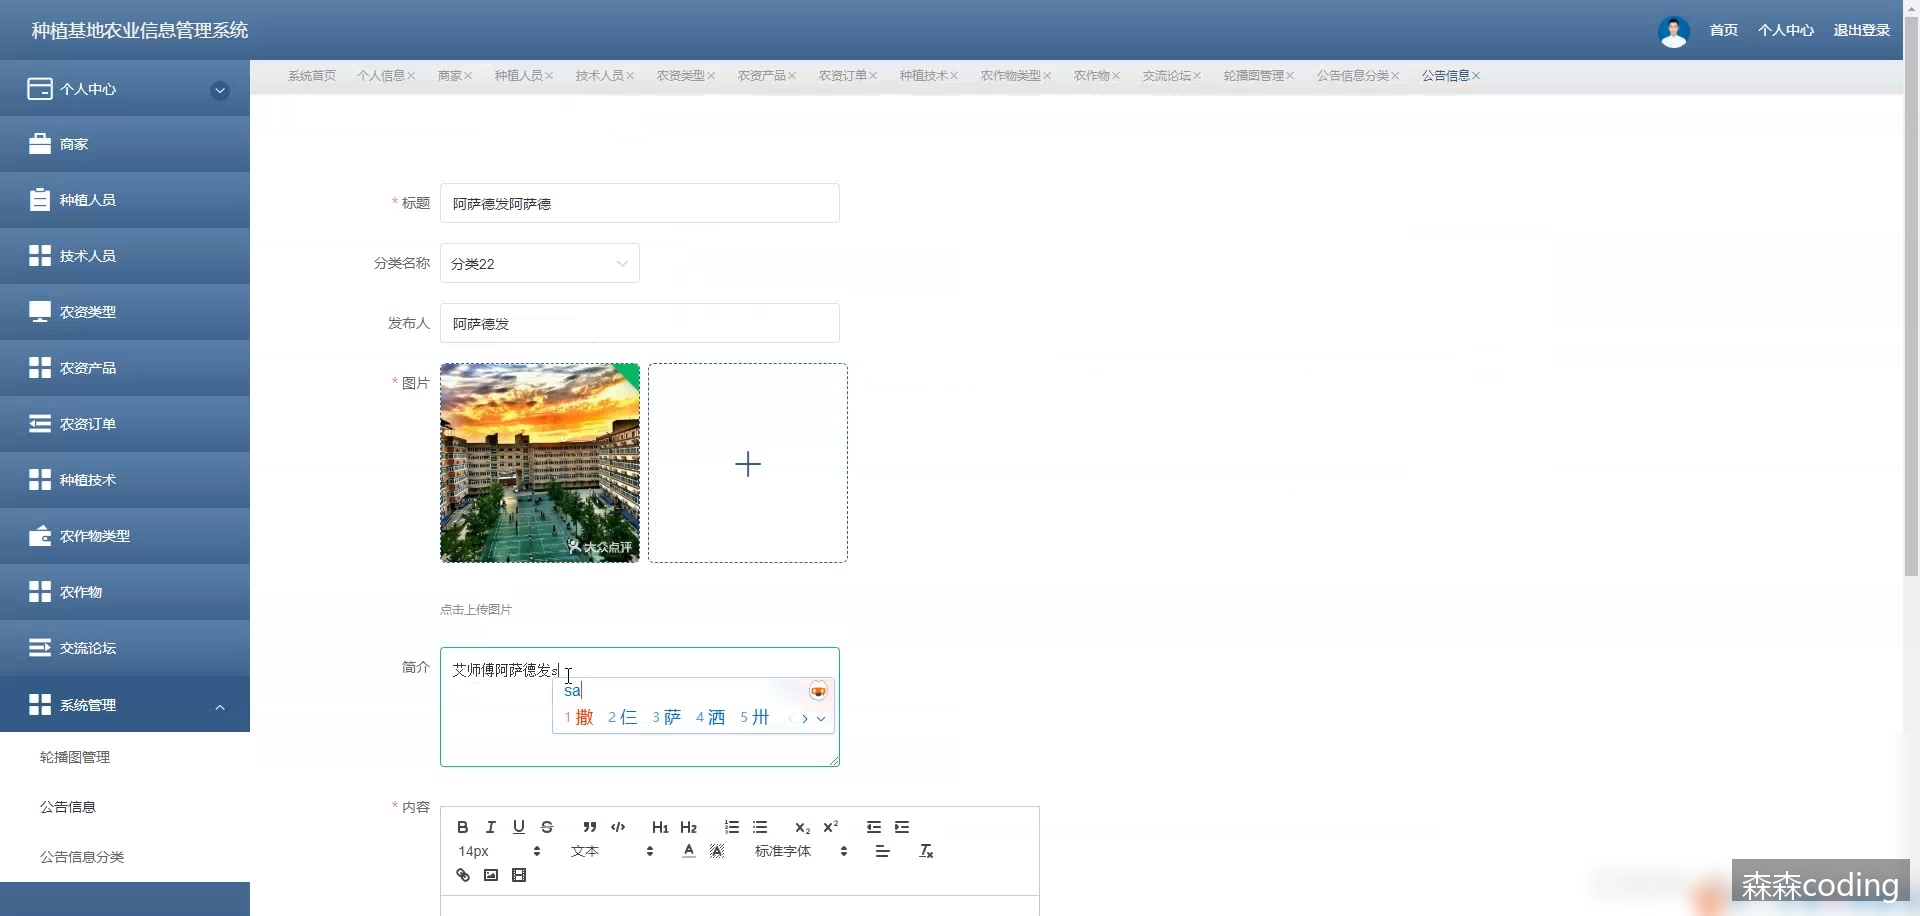 种植基地农业信息管理系统
首页 个人中心 退出登录
个人中心
商家
种植人员
技术人员
农资类型
农资产品
农资订单
种植技术
农作物类型
农作物
交流论坛
系统管理
轮播图管理
公告信息
公告信息分类
系统首页 个人信息× 商家× 种植人员× 技术人员× 农资类型× 农资产品× 农资订单× 种植技术× 农作物类型× 农作物× 交流论坛× 轮播图管理× 公告信息分类× 公告信息×
* 标题 阿萨德发阿萨德
分类名称 分类22
发布人 阿萨德发
* 图片
大众点评
点击上传图片
简介 艾师傅阿萨德发s
sa
1 撒 2 仨 3 萨 4 洒 5 卅
* 内容
B I U S H1 H2 x2 x2
14px 文本 A A 标准字体
森森coding